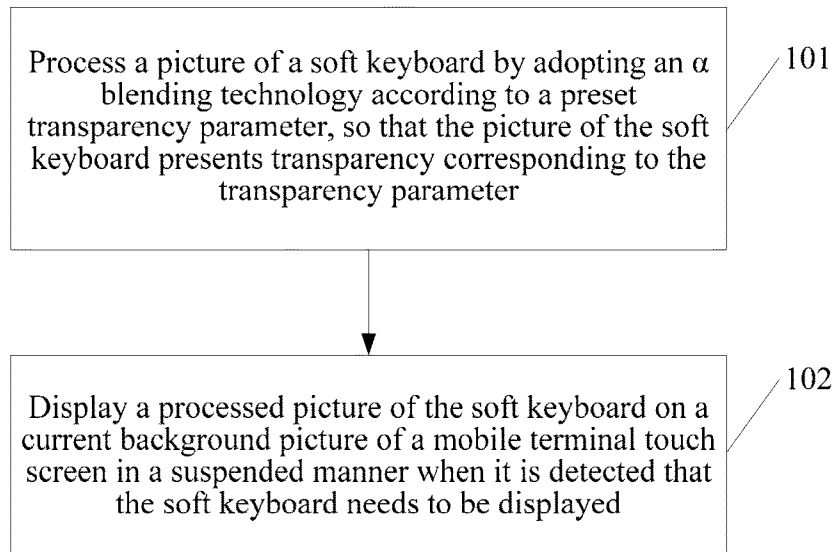 Process a picture of a soft keyboard by adopting an α
blending technology according to a preset
transparency parameter, so that the picture of the soft
keyboard presents transparency corresponding to the
transparency parameter
101
Display a processed picture of the soft keyboard on a
current background picture of a mobile terminal touch
screen in a suspended manner when it is detected that
the soft keyboard needs to be displayed
102